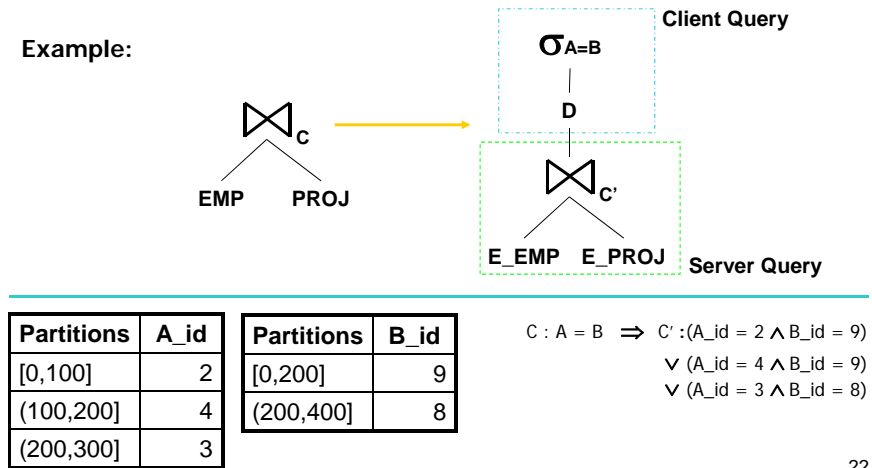 Example:
Client Query
σA=B
D
C
EMP PROJ
C'
E_EMP E_PROJ
Server Query
Partitions A_id
[0,100] 2
(100,200] 4
(200,300] 3
Partitions B_id
[0,200] 9
(200,400] 8
C : A = B ⇒ C' :(A_id = 2 ∧ B_id = 9)
∨ (A_id = 4 ∧ B_id = 9)
∨ (A_id = 3 ∧ B_id = 8)
22